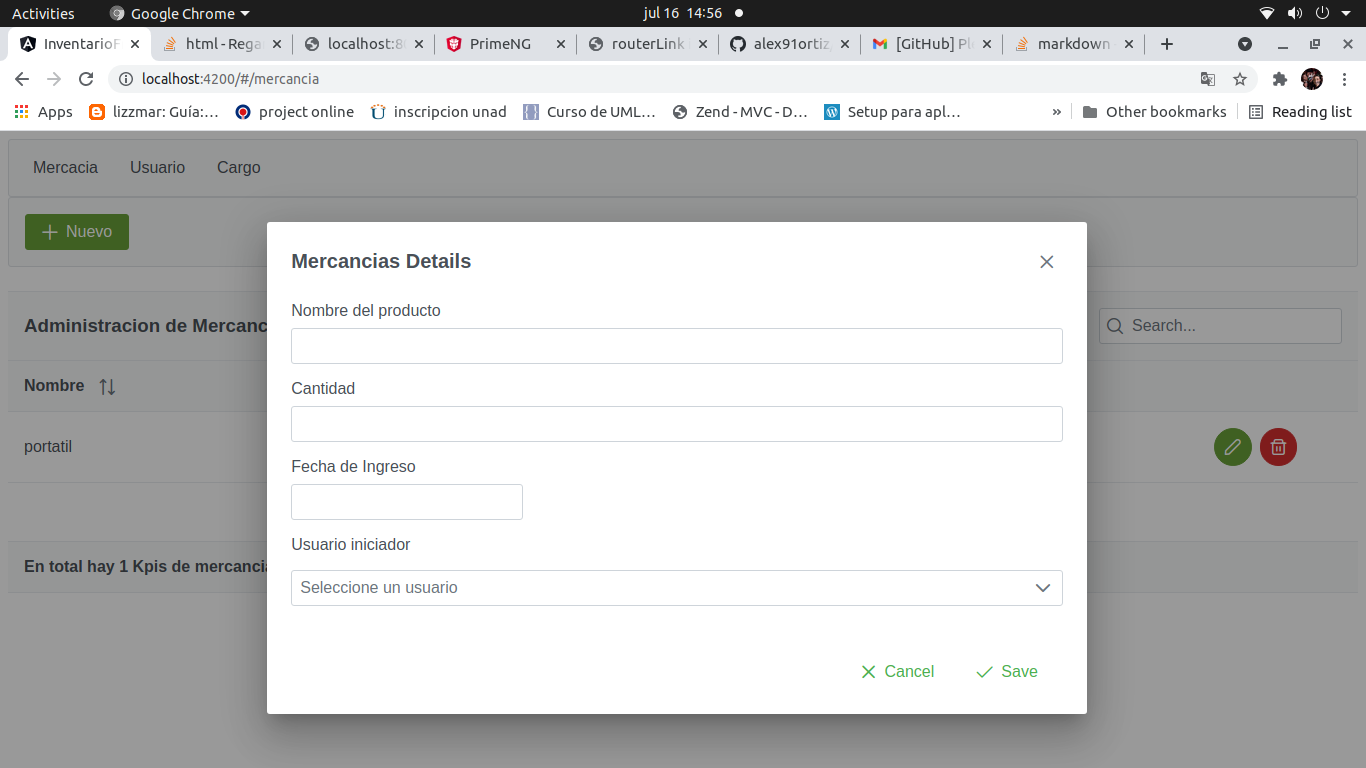 Activities Google Chrome jul 16 14:56
InventarioF html - Rega localhost:8 PrimeNG routerLink alex91ortiz [GitHub] Pl markdown
localhost:4200/#/mercancia
Apps lizzmar: Guía:... project online inscripcion unad Curso de UML... Zend - MVC - D... Setup para apl... » Other bookmarks Reading list
Mercacia Usuario Cargo
Nuevo
Mercancias Details
Nombre del producto
Administracion de Mercanc
Search...
Cantidad
Nombre
portatil
Fecha de Ingreso
Usuario iniciador
En total hay 1 Kpis de mercancia
Seleccione un usuario
Cancel Save